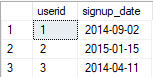 userid signup_date
1 1 2014-09-02
2 2 2015-01-15
3 3 2014-04-11